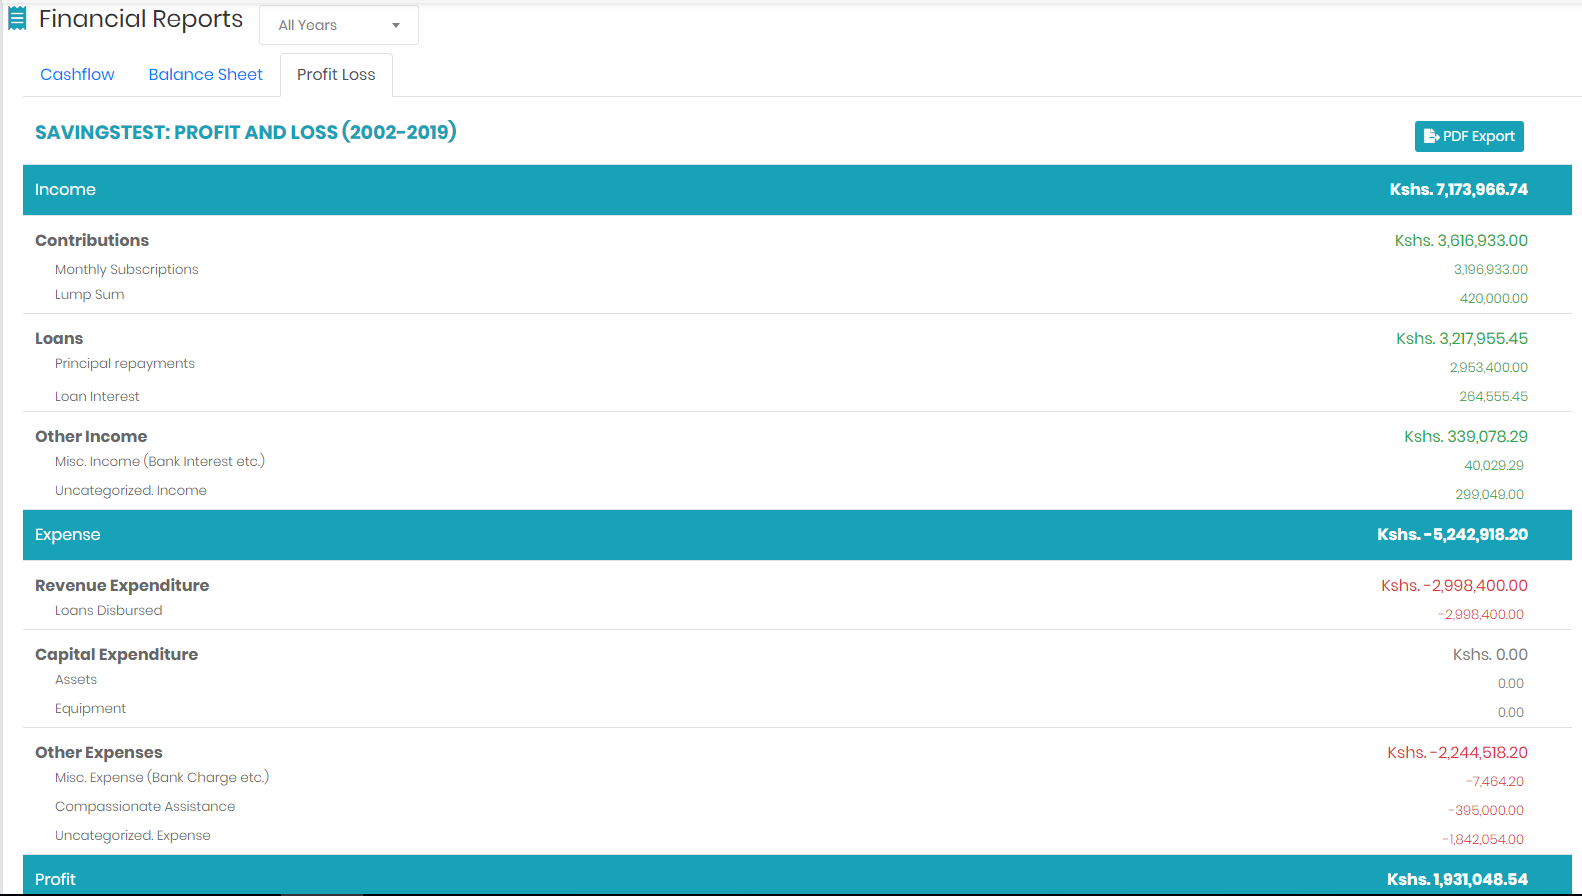 Financial Reports All Years
Cashflow Balance Sheet Profit Loss
SAVINGSTEST: PROFIT AND LOSS (2002-2019)
PDF Export
Income Kshs. 7,173,966.74
Contributions Kshs. 3,616,933.00
Monthly Subscriptions 3,196,933.00
Lump Sum 420,000.00
Loans Kshs. 3,217,955.45
Principal repayments 2,953,400.00
Loan Interest 264,555.45
Other Income Kshs. 339,078.29
Misc. Income (Bank Interest etc.) 40,029.29
Uncategorized. Income 299,049.00
Expense Kshs. -5,242,918.20
Revenue Expenditure Kshs. -2,998,400.00
Loans Disbursed -2,998,400.00
Capital Expenditure Kshs. 0.00
Assets 0.00
Equipment 0.00
Other Expenses Kshs. -2,244,518.20
Misc. Expense (Bank Charge etc.) -7,464.20
Compassionate Assistance -395,000.00
Uncategorized. Expense -1,842,054.00
Profit Kshs. 1,931,048.54